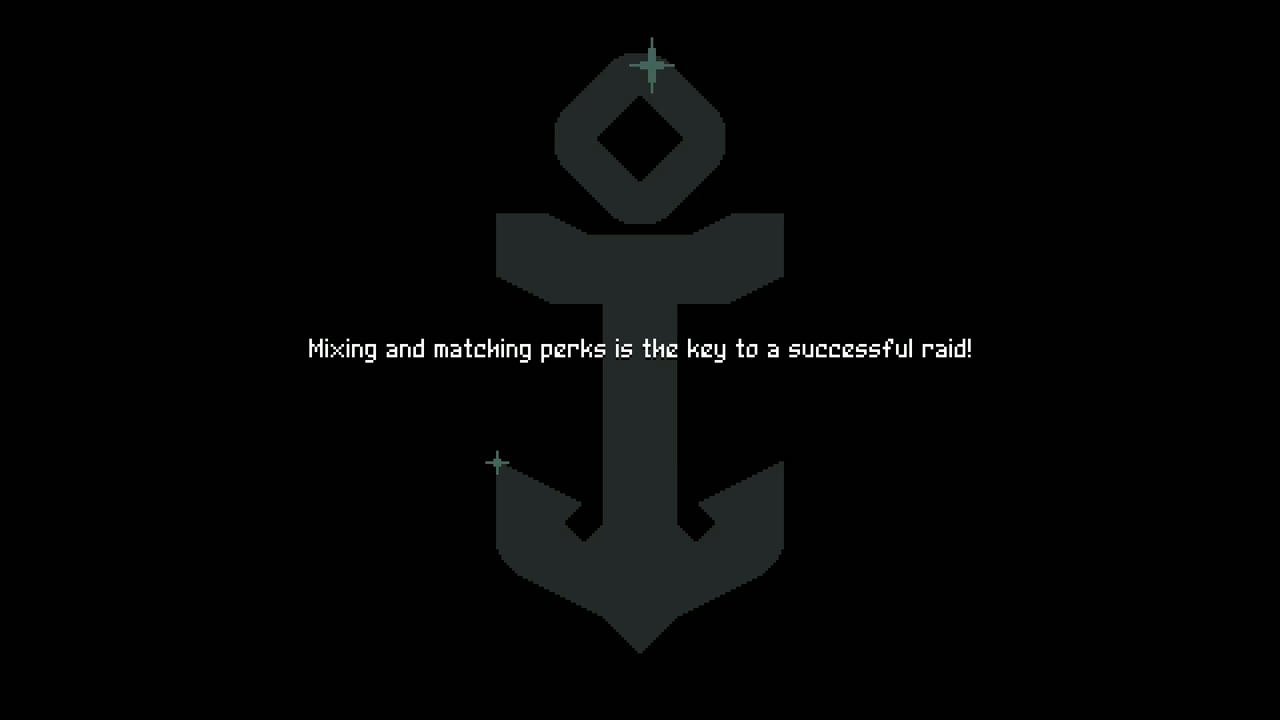 Mixing and matching perks is the key to a successful raid!